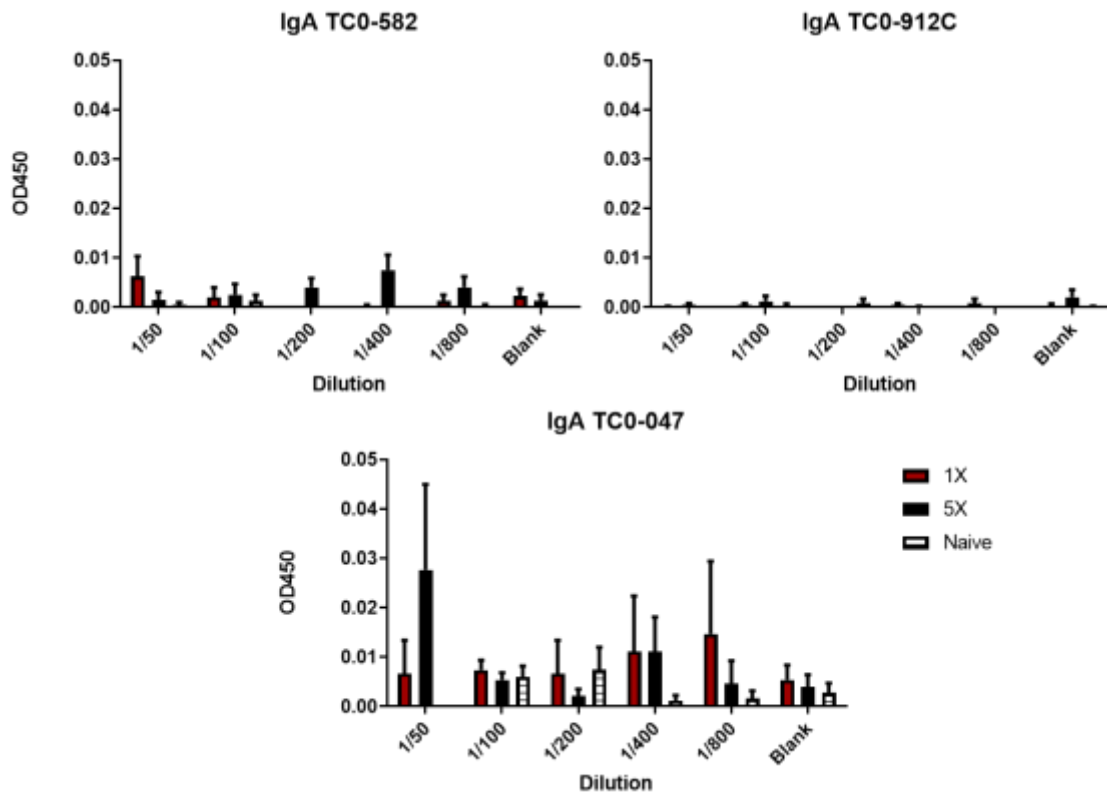 IgA TC0-582
0.05
0.04
0.03
0.02
0.01
0.00
OD450
1/50
1/100
1/200
1/400
1/800
Blank
Dilution
IgA TC0-912C
0.05
0.04
0.03
0.02
0.01
0.00
1/50
1/100
1/200
1/400
1/800
Blank
Dilution
IgA TC0-047
0.05
0.04
0.03
0.02
0.01
0.00
OD450
1/50
1/100
1/200
1/400
1/800
Blank
Dilution
1X
5X
Naive